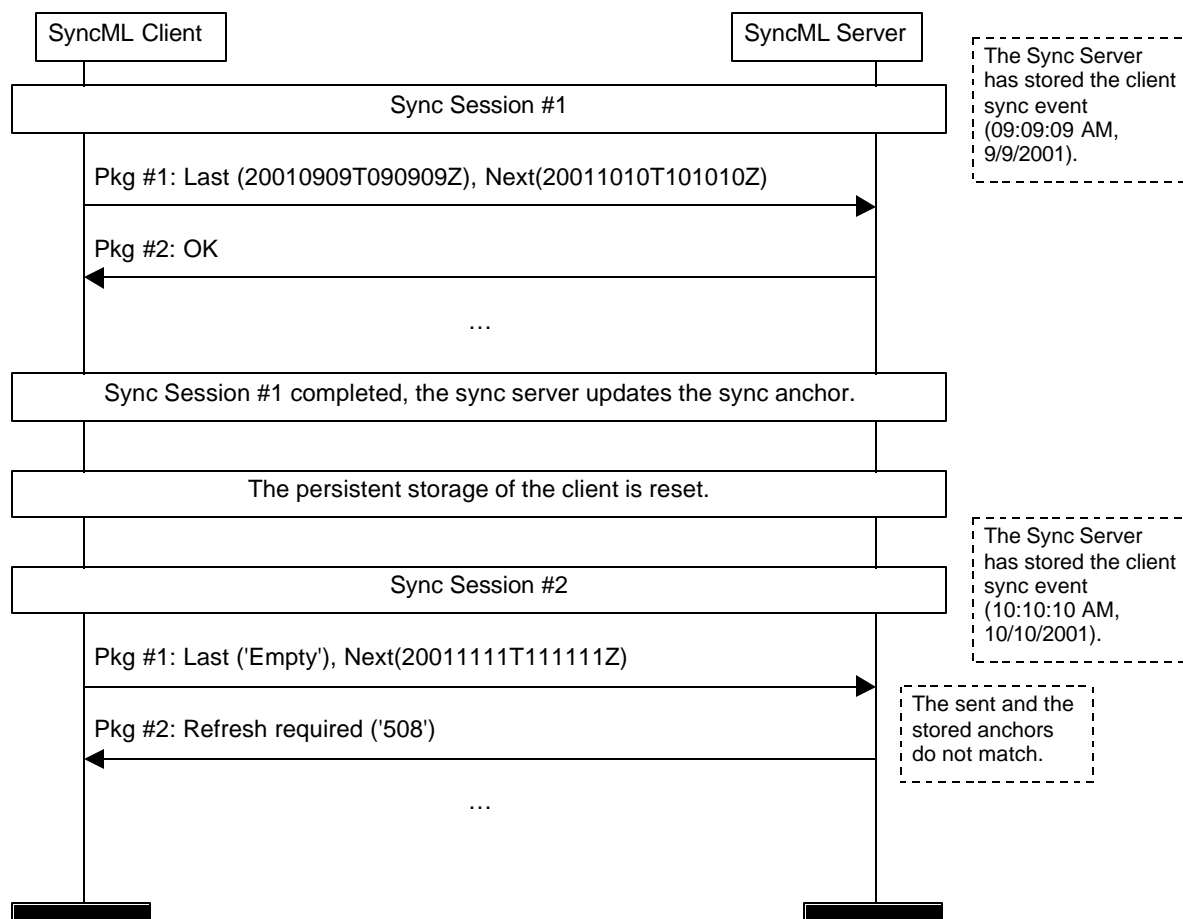 SyncML Client
SyncML Server
The Sync Server
has stored the client
sync event
(09:09:09 AM,
9/9/2001).
Sync Session #1
Pkg #1: Last (20010909T090909Z), Next(20011010T101010Z)
Pkg #2: OK
…
Sync Session #1 completed, the sync server updates the sync anchor.
The persistent storage of the client is reset.
The Sync Server
has stored the client
sync event
(10:10:10 AM,
10/10/2001).
Sync Session #2
Pkg #1: Last ('Empty'), Next(20011111T111111Z)
The sent and the
stored anchors
do not match.
Pkg #2: Refresh required ('508')
…